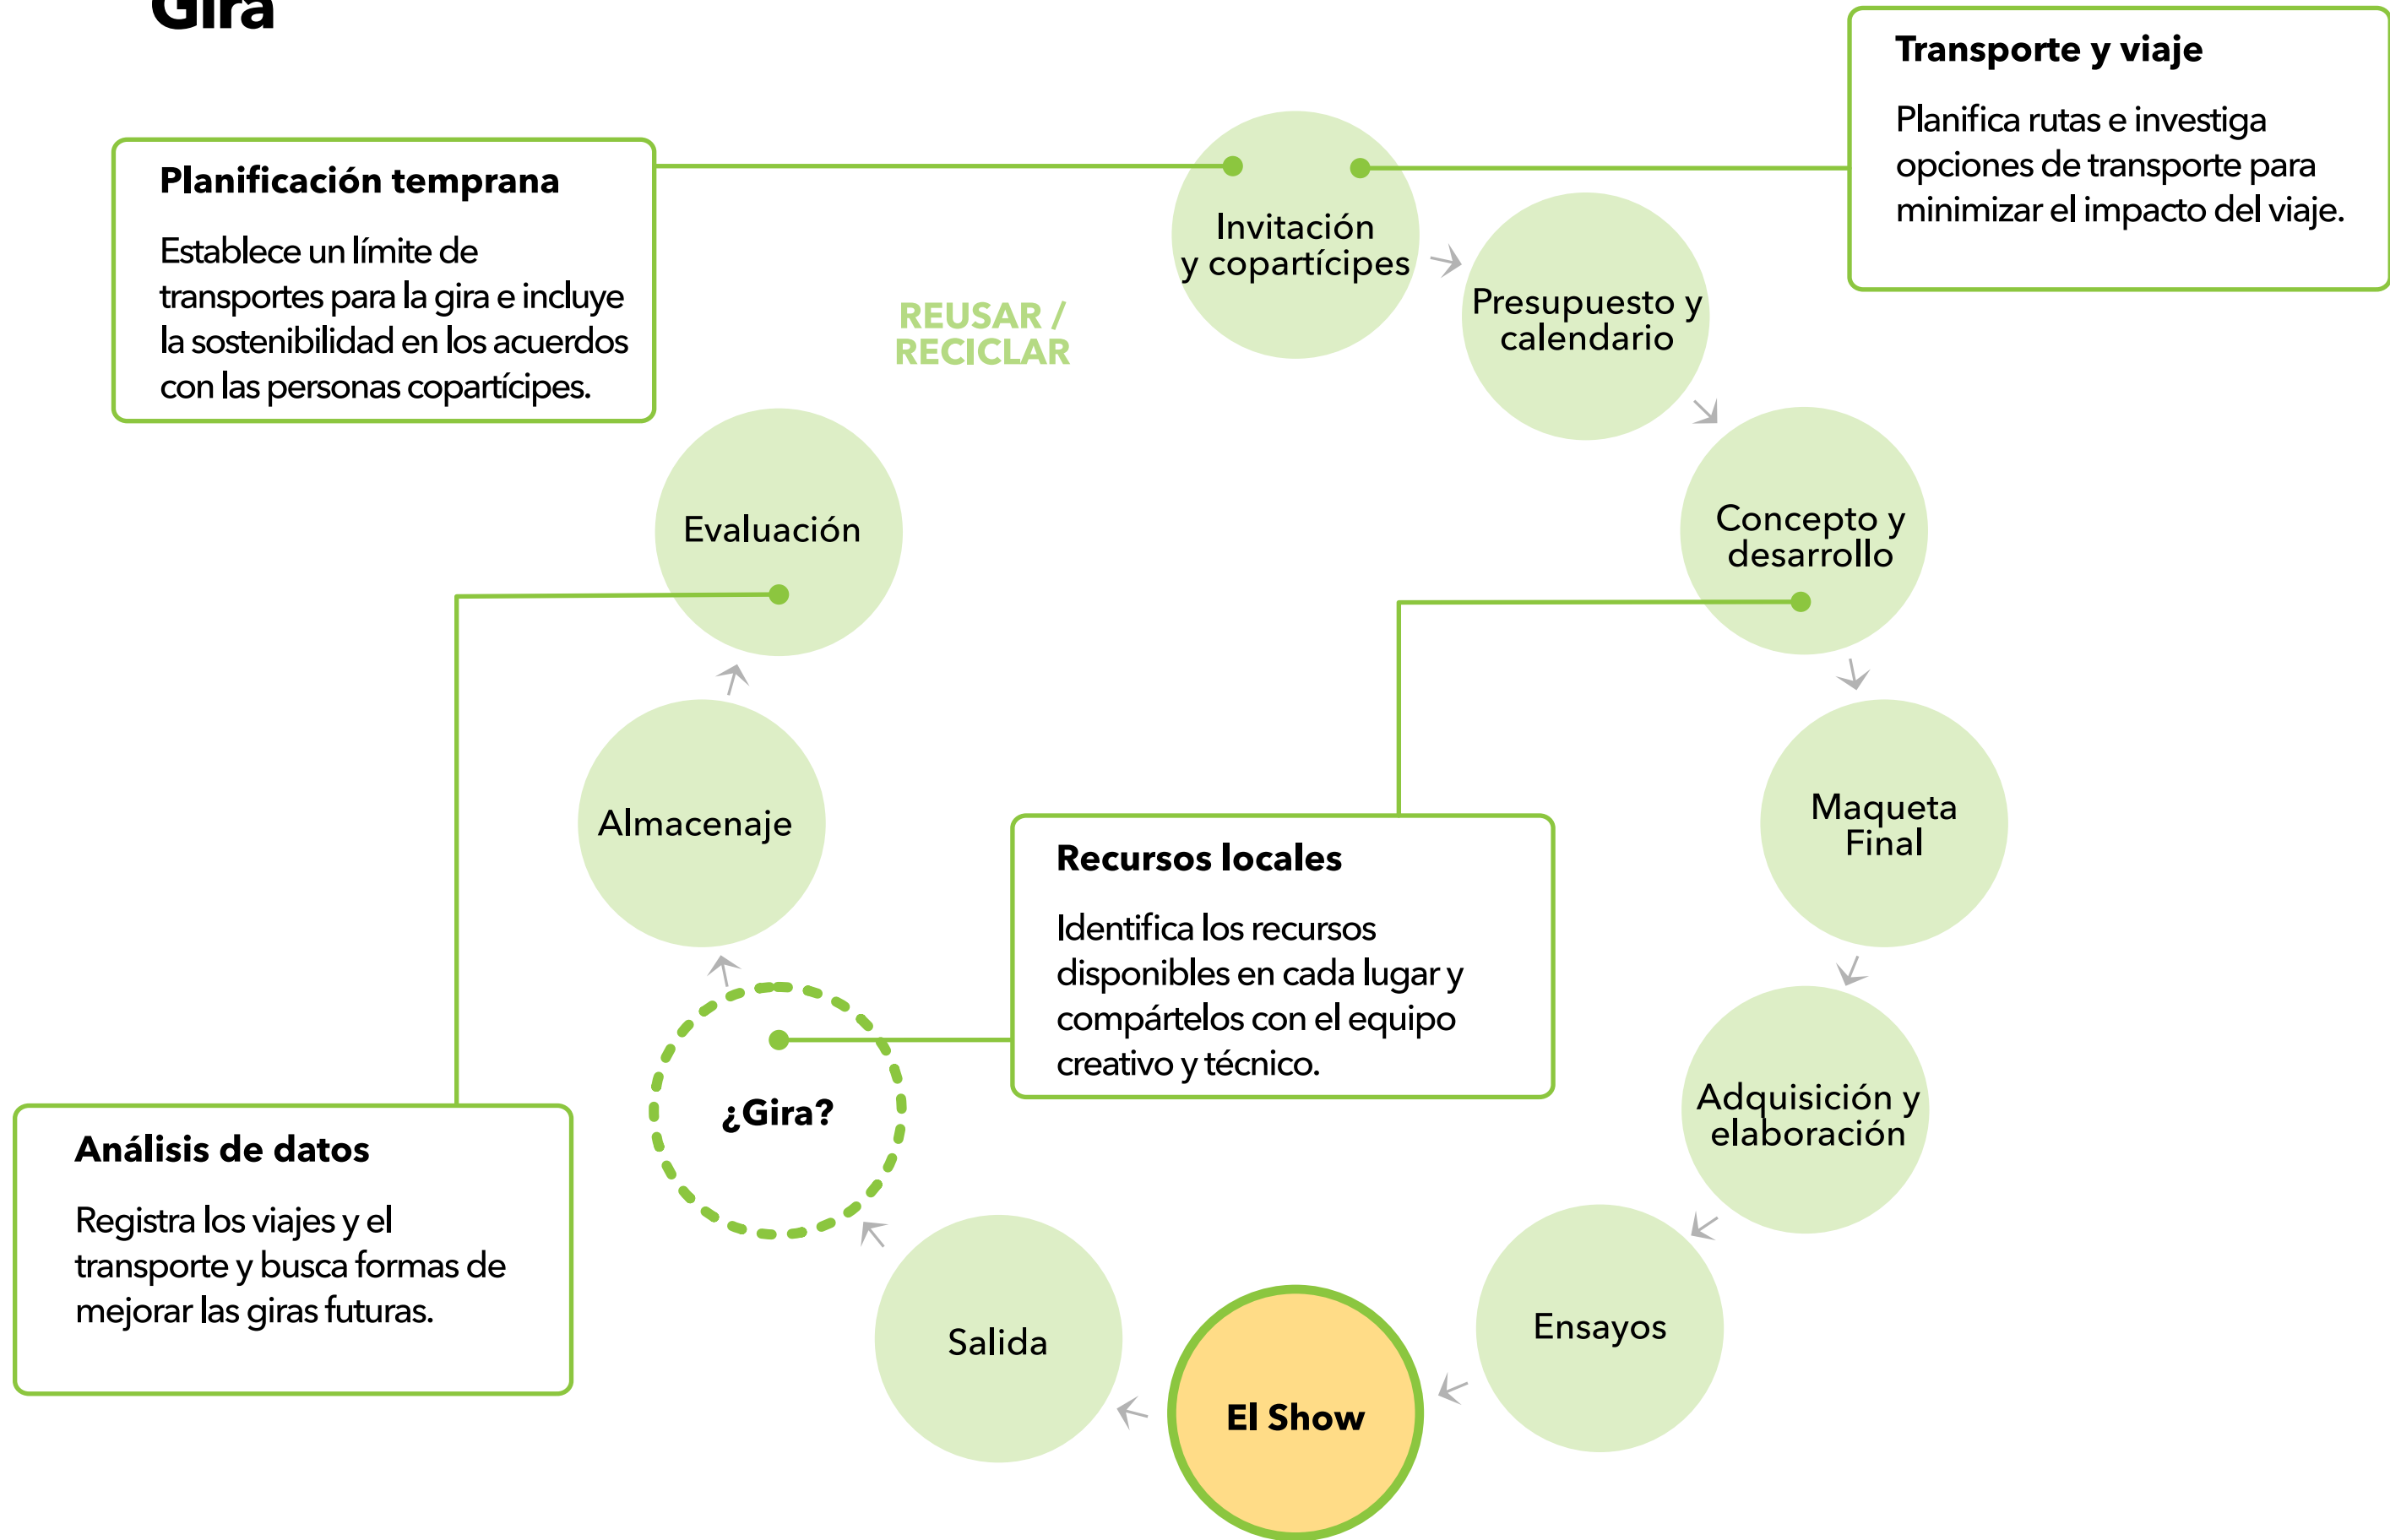 Gira
Transporte y viaje
Planifica rutas e investiga
opciones de transporte para
minimizar el impacto del viaje.
Planificación temprana
Establece un límite de
transportes para la gira e incluye
la sostenibilidad en los acuerdos
con las personas copartícipes.
Invitación
y copartícipes
REUSAR /
RECICLAR
Presupuesto y
calendario
Evaluación
Concepto y
desarrollo
Almacenaje
Maqueta
Final
Recursos locales
Identifica los recursos
disponibles en cada lugar y
compártelos con el equipo
creativo y técnico.
¿Gira?
Adquisición y
elaboración
Análisis de datos
Registra los viajes y el
transporte y busca formas de
mejorar las giras futuras.
Salida
Ensayos
El Show